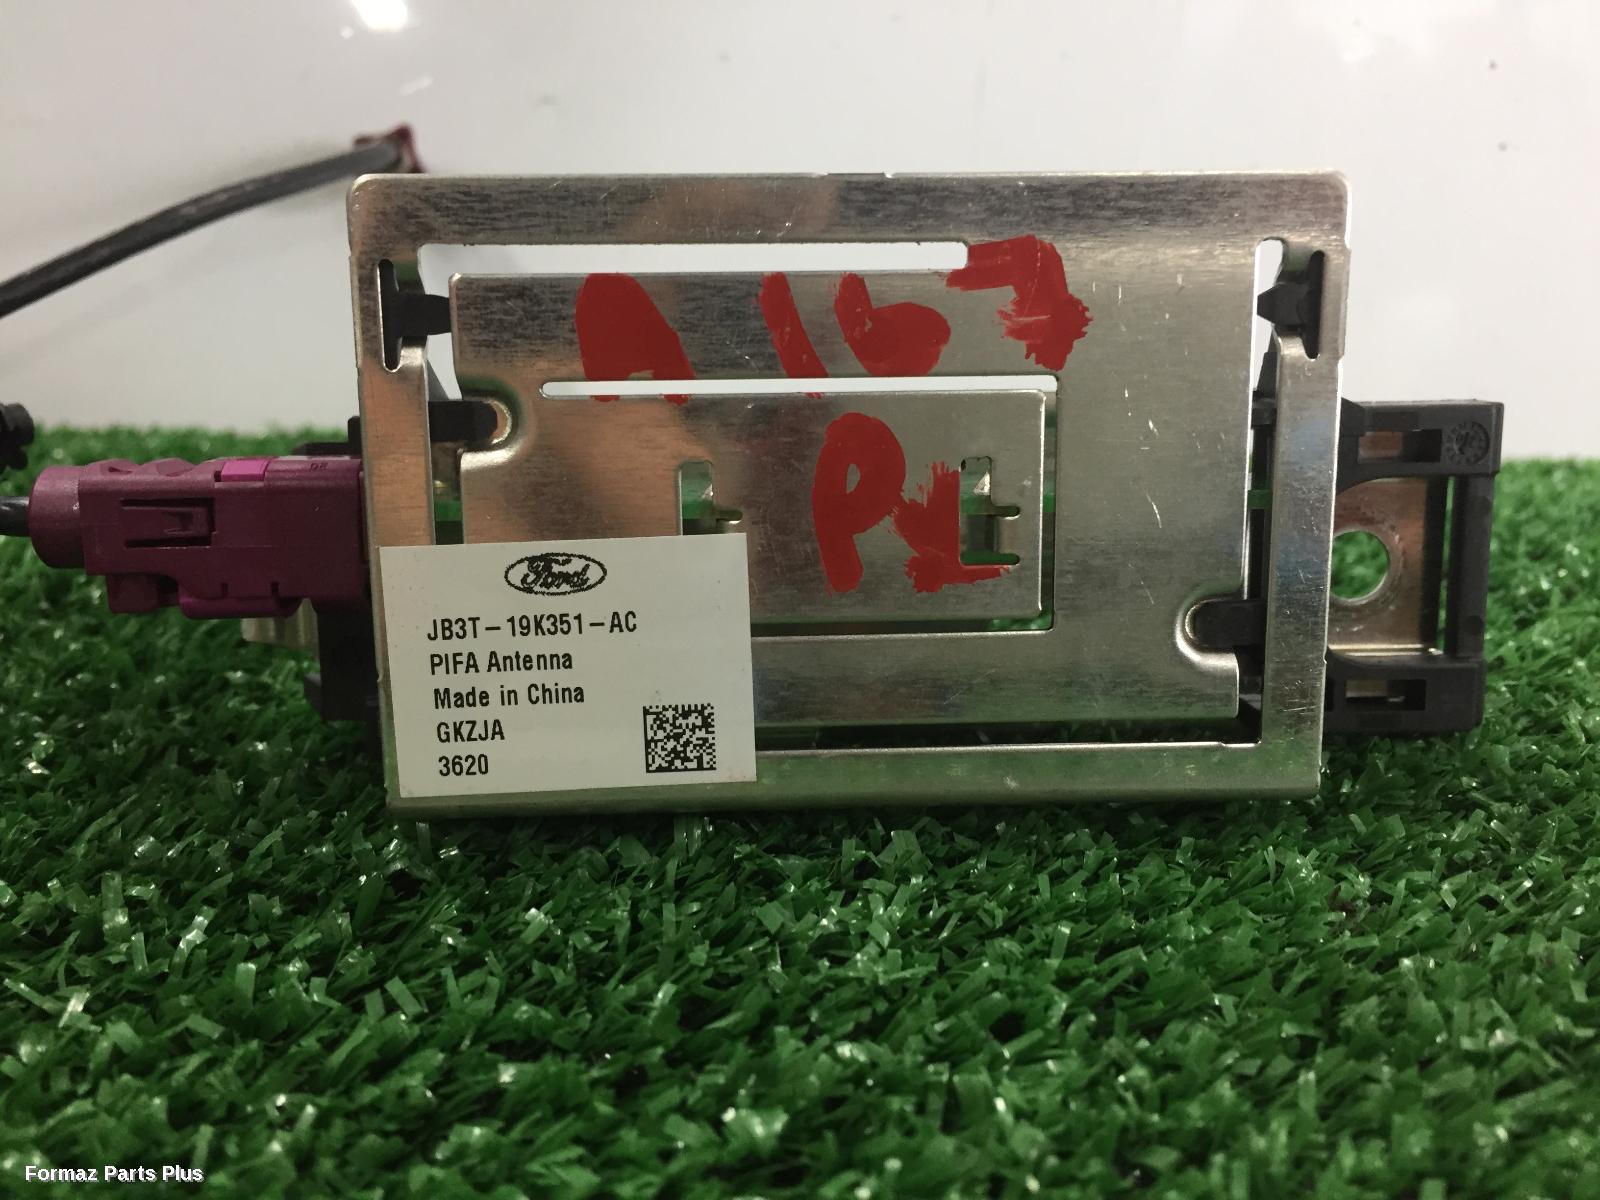 A167
PL
Ford
JB3T-19K351-AC
PIFA Antenna
Made in China
GKZJA
3620
Formaz Parts Plus